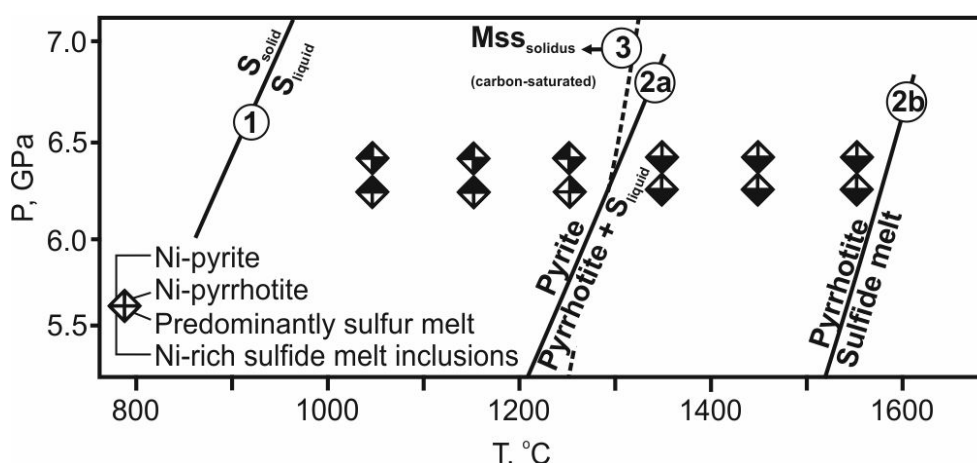 7.0
6.5
6.0
5.5
P, GPa
S solid
S liquid
1
Mss solidus
(carbon-saturated)
3
2a
2b
Pyrite
Pyrrhotite + S liquid
Pyrrhotite
Sulfide melt
Ni-pyrite
Ni-pyrrhotite
Predominantly sulfur melt
Ni-rich sulfide melt inclusions
800
1000
1200
1400
1600
T, °C